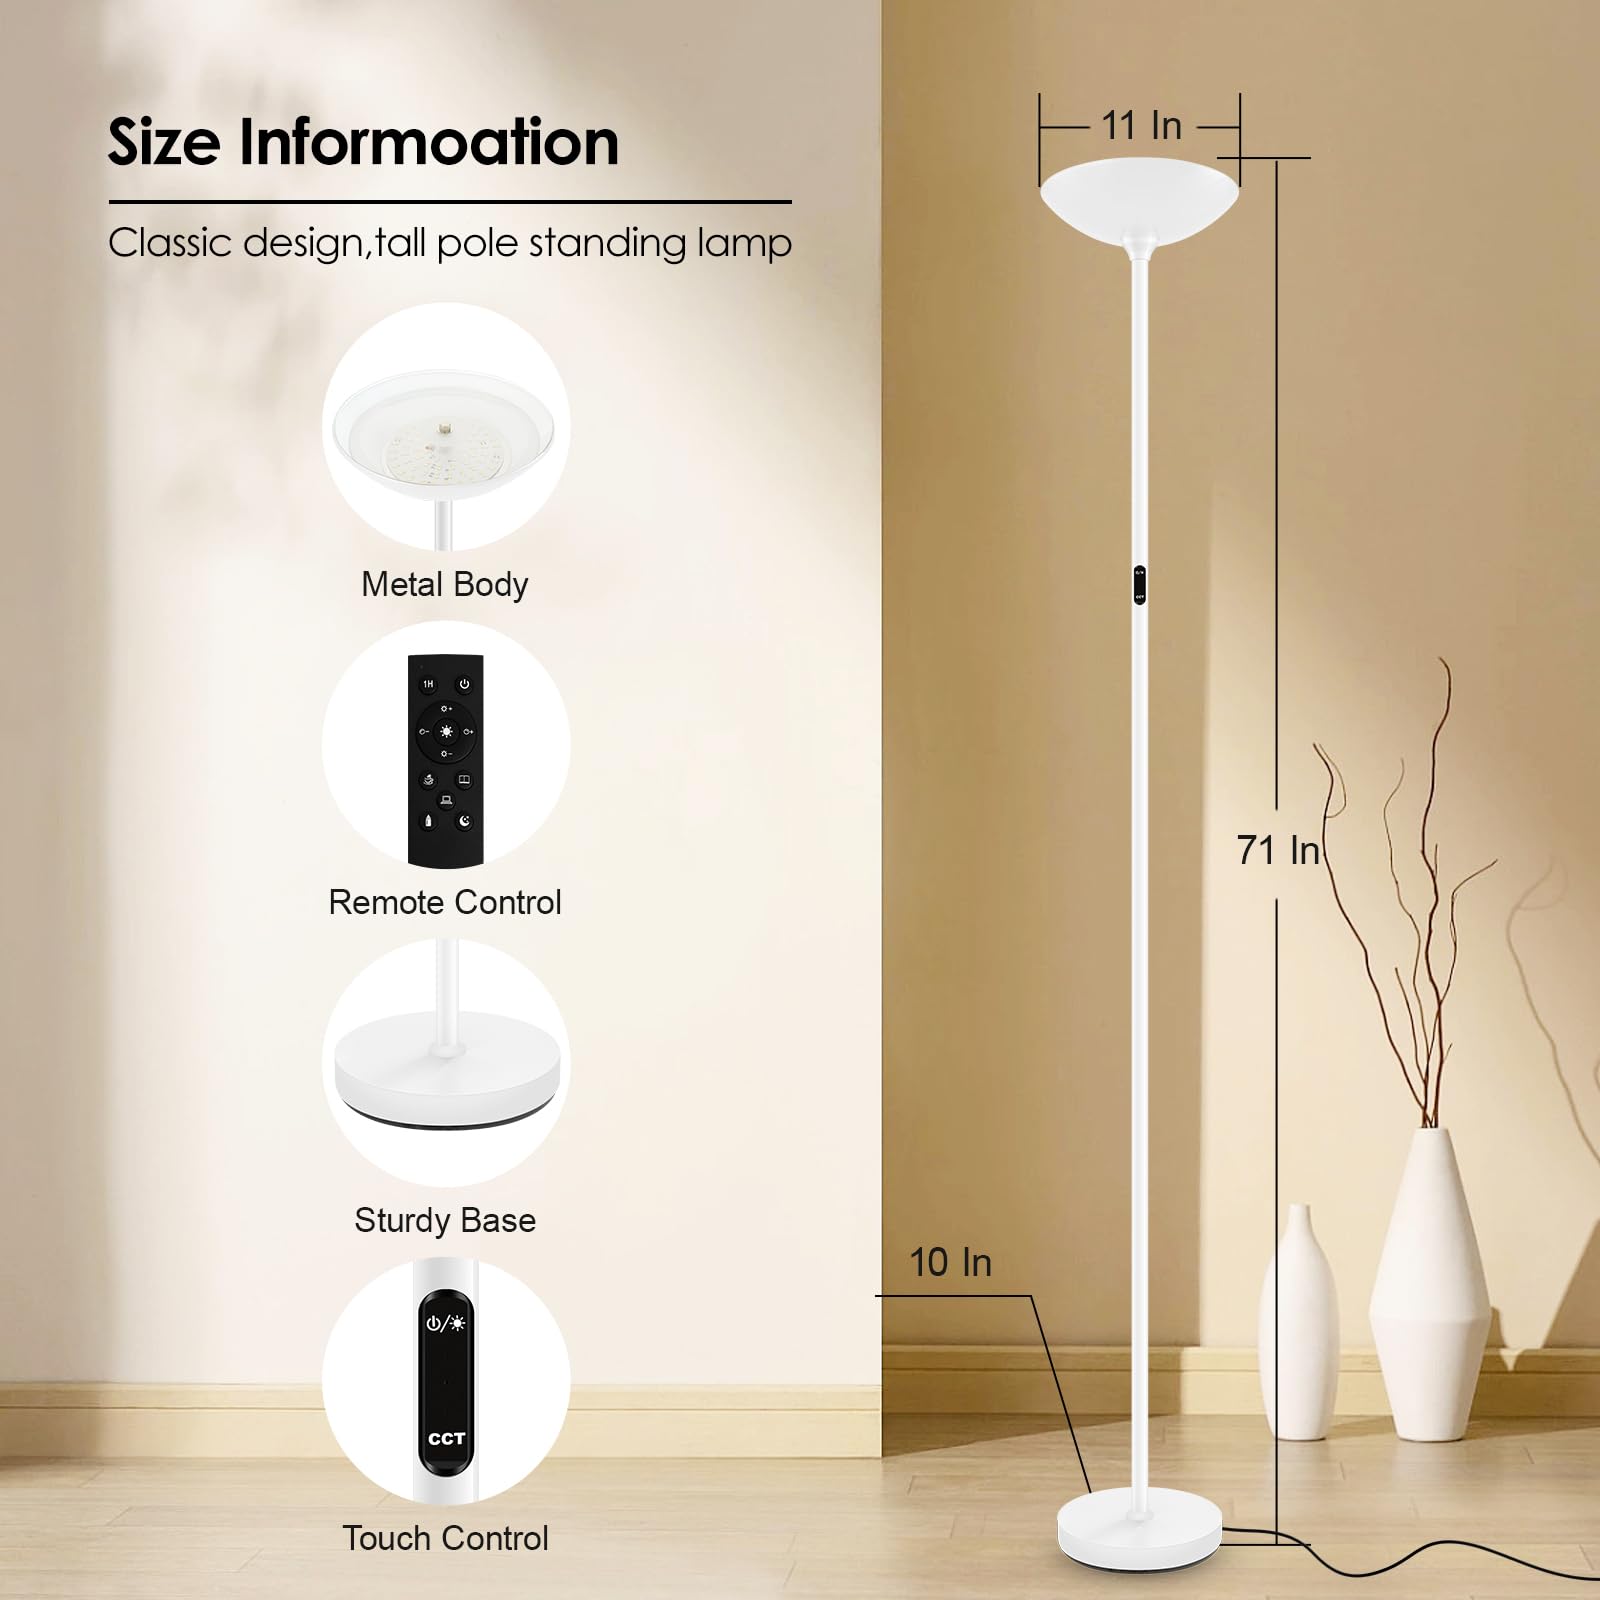 Size Informoation
Classic design,tall pole standing lamp
Metal Body
1H
Remote Control
Sturdy Base
CCT
Touch Control
11 In
CCT
71 In
10 In